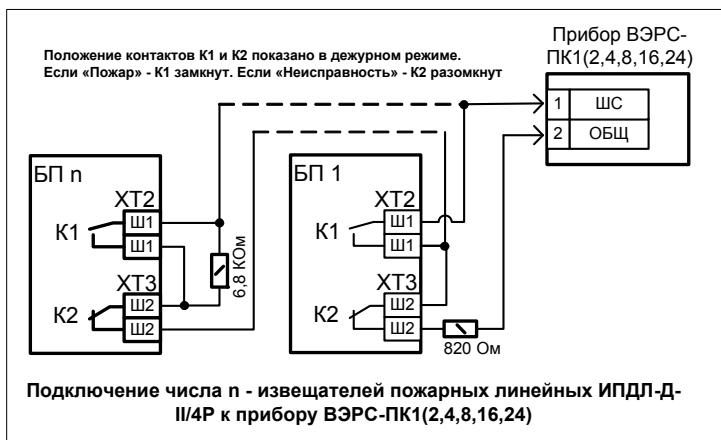 Положение контактов К1 и К2 показано в дежурном режиме.
Если «Пожар» - К1 замкнут. Если «Неисправность» - К2 разомкнут
Прибор ВЭРС-
ПК1(2,4,8,16,24)
1 ШС
2 ОБЩ
БП n
ХТ2
К1
Ш1
Ш1
ХТ3
К2
Ш2
Ш2
6,8 КОм
БП 1
ХТ2
К1
Ш1
Ш1
ХТ3
К2
Ш2
Ш2
820 Ом
Подключение числа n - извещателей пожарных линейных ИПДЛ-Д-
II/4Р к прибору ВЭРС-ПК1(2,4,8,16,24)